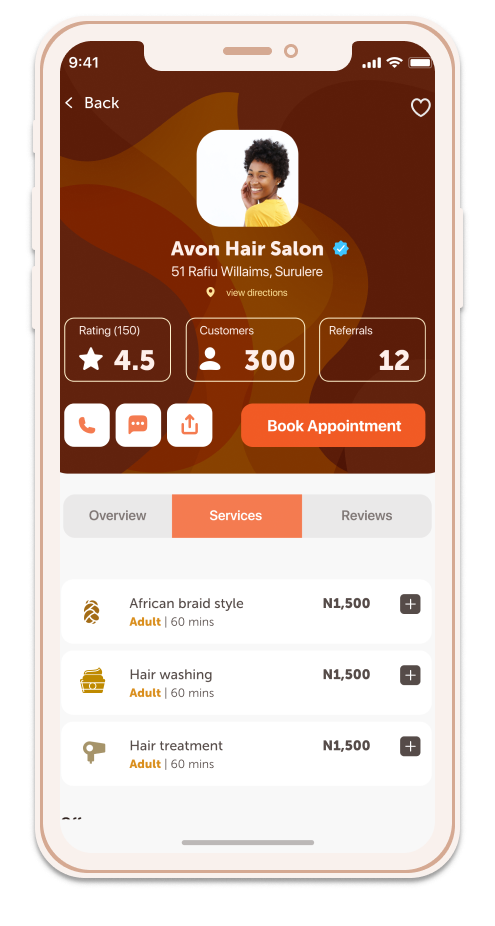 9:41
Back
Avon Hair Salon
51 Rafiu Willaims, Surulere
view directions
Rating (150)
4.5
Customers
300
Referrals
12
Book Appointment
Overview
Services
Reviews
African braid style
N1,500
Adult | 60 mins
Hair washing
N1,500
Adult | 60 mins
Hair treatment
N1,500
Adult | 60 mins